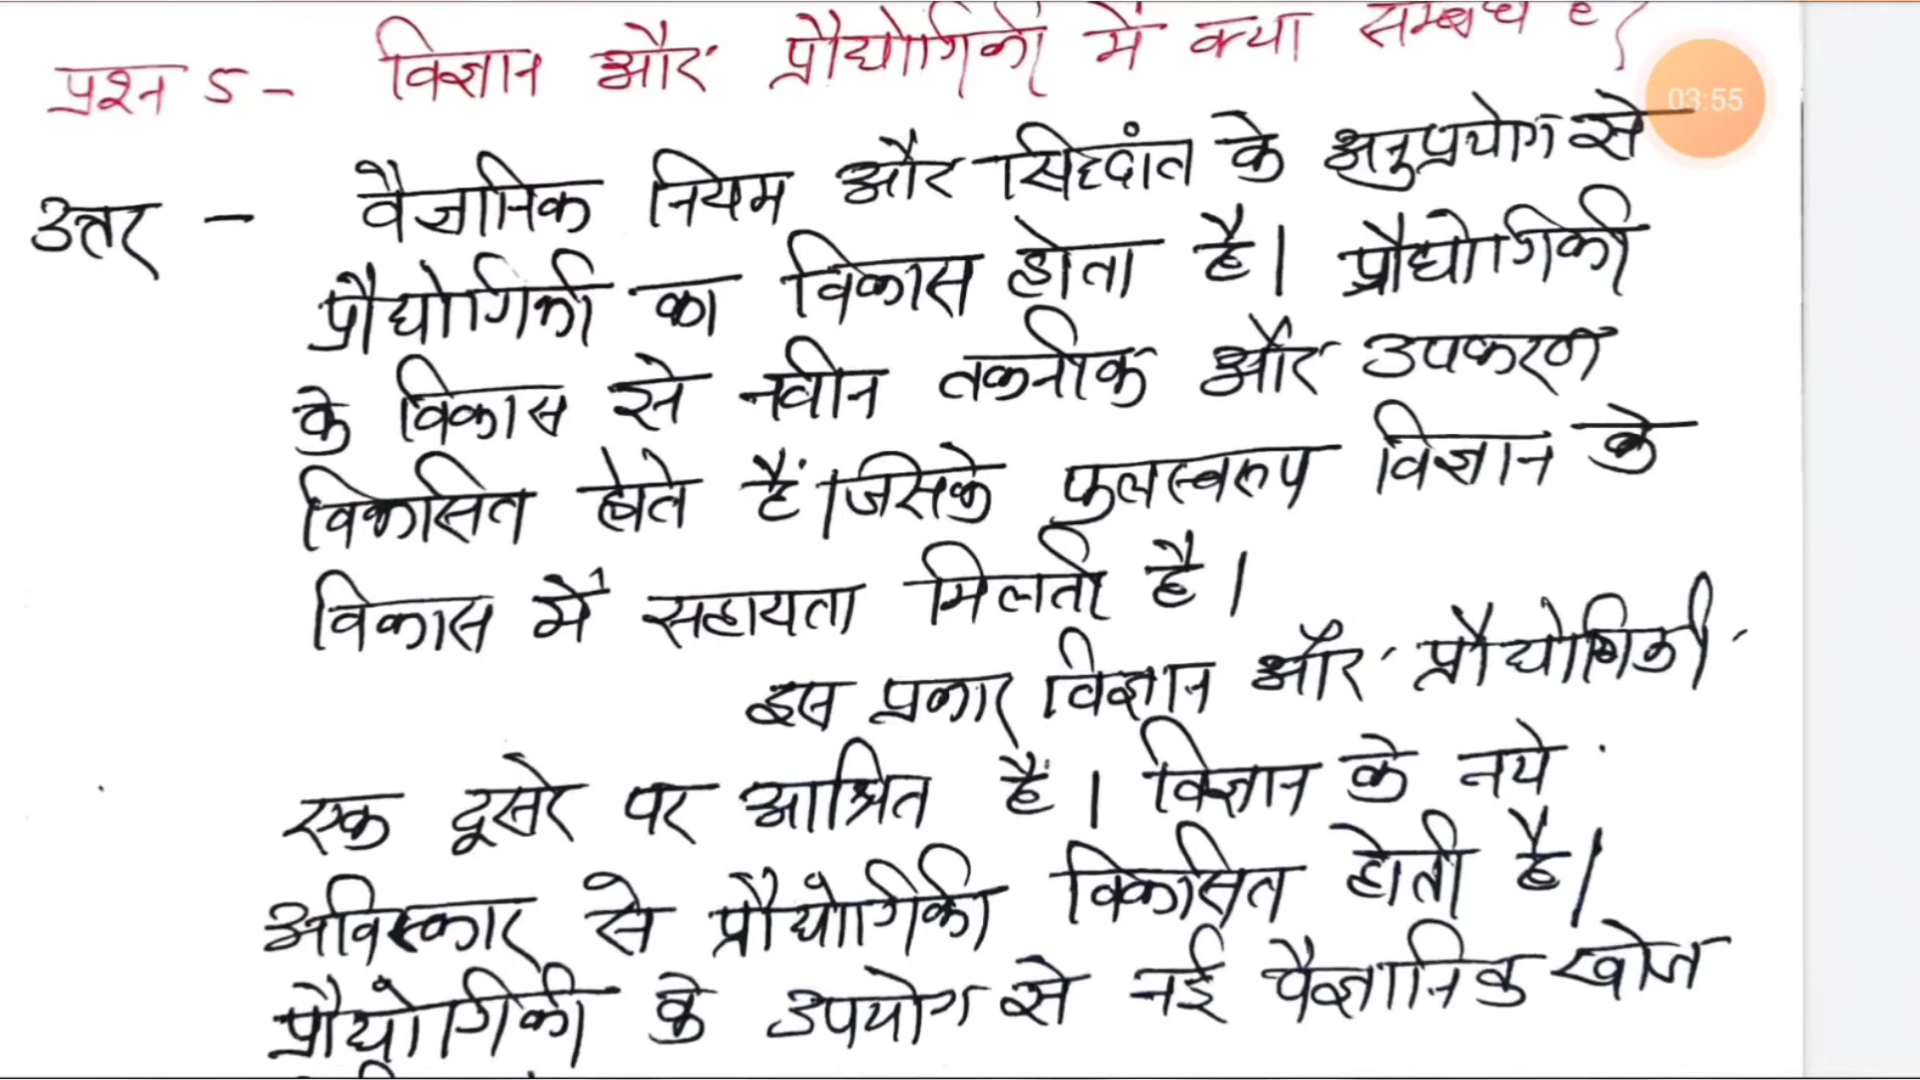 प्रश्न 5 - विज्ञान और प्रौद्योगिकी में क्या सम्बंध है?
03:55
उत्तर - वैज्ञानिक नियम और सिद्धांत के अनुप्रयोग से
प्रौद्योगिकी का विकास होता है। प्रौद्योगिकी
के विकास से नवीन तकनीक और उपकरण
विकसित होते हैं। जिसके फलस्वरूप विज्ञान के
विकास में सहायता मिलती है।
इस प्रकार विज्ञान और प्रौद्योगिकी
एक दूसरे पर आश्रित है। विज्ञान के नये
अविस्कार से प्रौद्योगिकी विकसित होती है।
प्रौद्योगिकी के उपयोग से नई वैज्ञानिक खोज